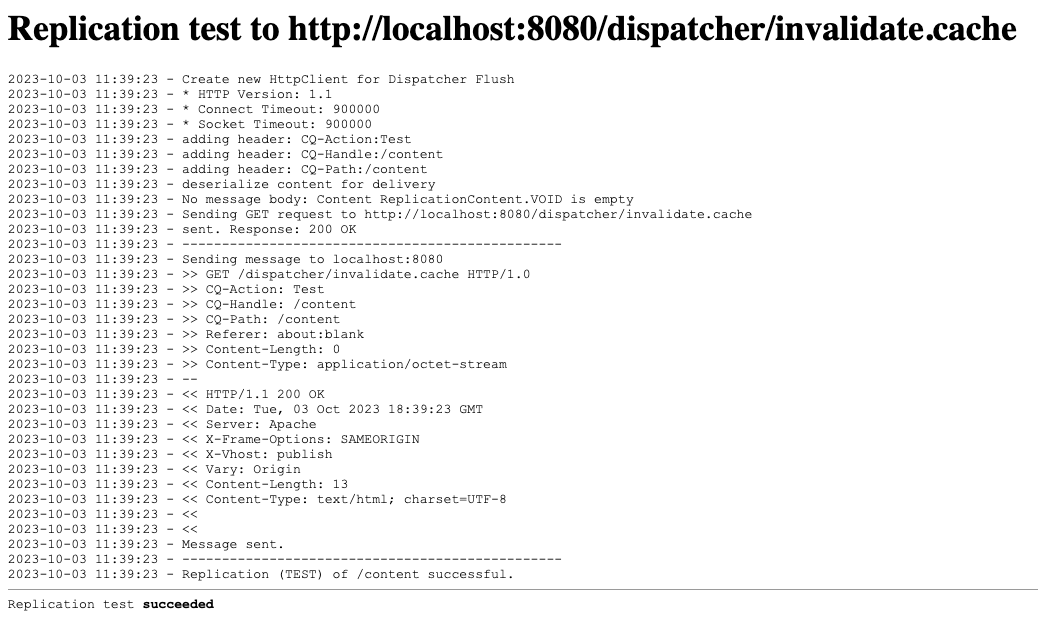 Replication test to http://localhost:8080/dispatcher/invalidate.cache
2023-10-03 11:39:23 - Create new HttpClient for Dispatcher Flush
2023-10-03 11:39:23 - * HTTP Version: 1.1
2023-10-03 11:39:23 - * Connect Timeout: 900000
2023-10-03 11:39:23 - * Socket Timeout: 900000
2023-10-03 11:39:23 - adding header: CQ-Action:Test
2023-10-03 11:39:23 - adding header: CQ-Handle:/content
2023-10-03 11:39:23 - adding header: CQ-Path:/content
2023-10-03 11:39:23 - deserialize content for delivery
2023-10-03 11:39:23 - No message body: Content ReplicationContent.VOID is empty
2023-10-03 11:39:23 - Sending GET request to http://localhost:8080/dispatcher/invalidate.cache
2023-10-03 11:39:23 - sent. Response: 200 OK
2023-10-03 11:39:23 - ------------------------------------------------
2023-10-03 11:39:23 - Sending message to localhost:8080
2023-10-03 11:39:23 - >> GET /dispatcher/invalidate.cache HTTP/1.0
2023-10-03 11:39:23 - >> CQ-Action: Test
2023-10-03 11:39:23 - >> CQ-Handle: /content
2023-10-03 11:39:23 - >> CQ-Path: /content
2023-10-03 11:39:23 - >> Referer: about:blank
2023-10-03 11:39:23 - >> Content-Length: 0
2023-10-03 11:39:23 - >> Content-Type: application/octet-stream
2023-10-03 11:39:23 - --
2023-10-03 11:39:23 - << HTTP/1.1 200 OK
2023-10-03 11:39:23 - << Date: Tue, 03 Oct 2023 18:39:23 GMT
2023-10-03 11:39:23 - << Server: Apache
2023-10-03 11:39:23 - << X-Frame-Options: SAMEORIGIN
2023-10-03 11:39:23 - << X-Vhost: publish
2023-10-03 11:39:23 - << Vary: Origin
2023-10-03 11:39:23 - << Content-Length: 13
2023-10-03 11:39:23 - << Content-Type: text/html; charset=UTF-8
2023-10-03 11:39:23 - <<
2023-10-03 11:39:23 - <<
2023-10-03 11:39:23 - Message sent.
2023-10-03 11:39:23 - ------------------------------------------------
2023-10-03 11:39:23 - Replication (TEST) of /content successful.
Replication test succeeded